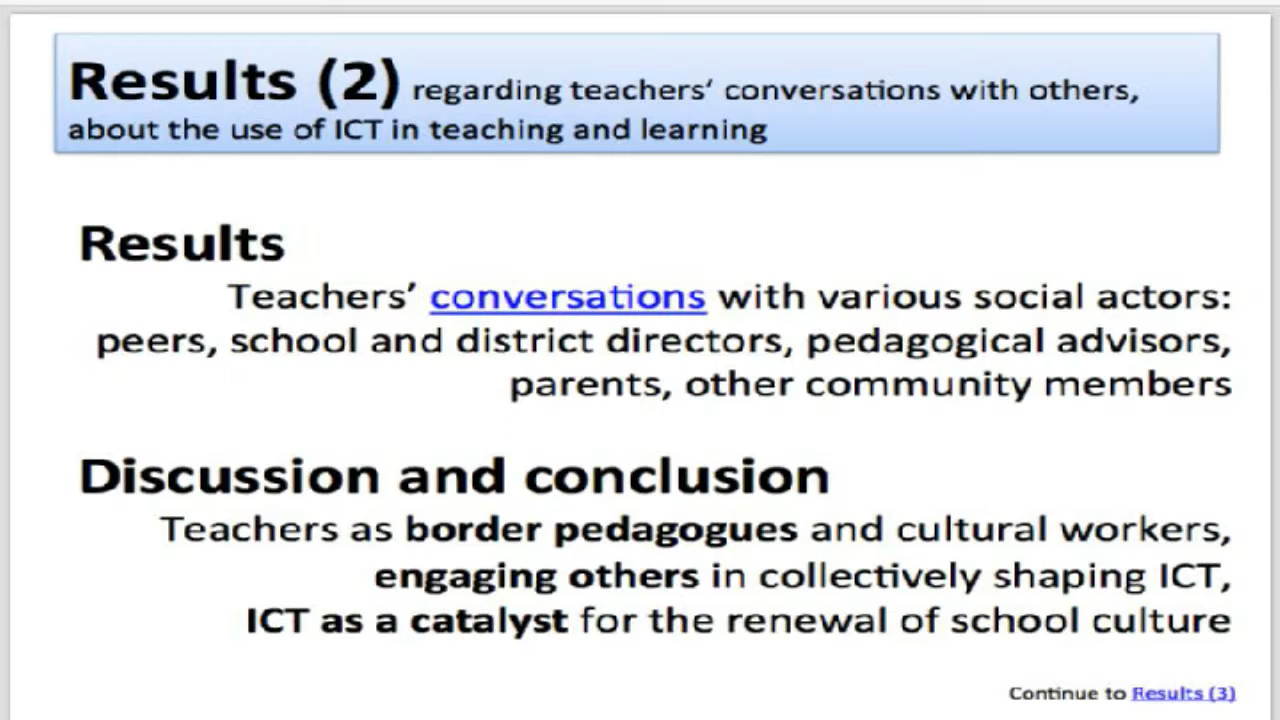 Results (2) regarding teachers’ conversations with others,
about the use of ICT in teaching and learning
Results
Teachers’ conversations with various social actors:
peers, school and district directors, pedagogical advisors,
parents, other community members
Discussion and conclusion
Teachers as border pedagogues and cultural workers,
engaging others in collectively shaping ICT,
ICT as a catalyst for the renewal of school culture
Continue to Results (3)